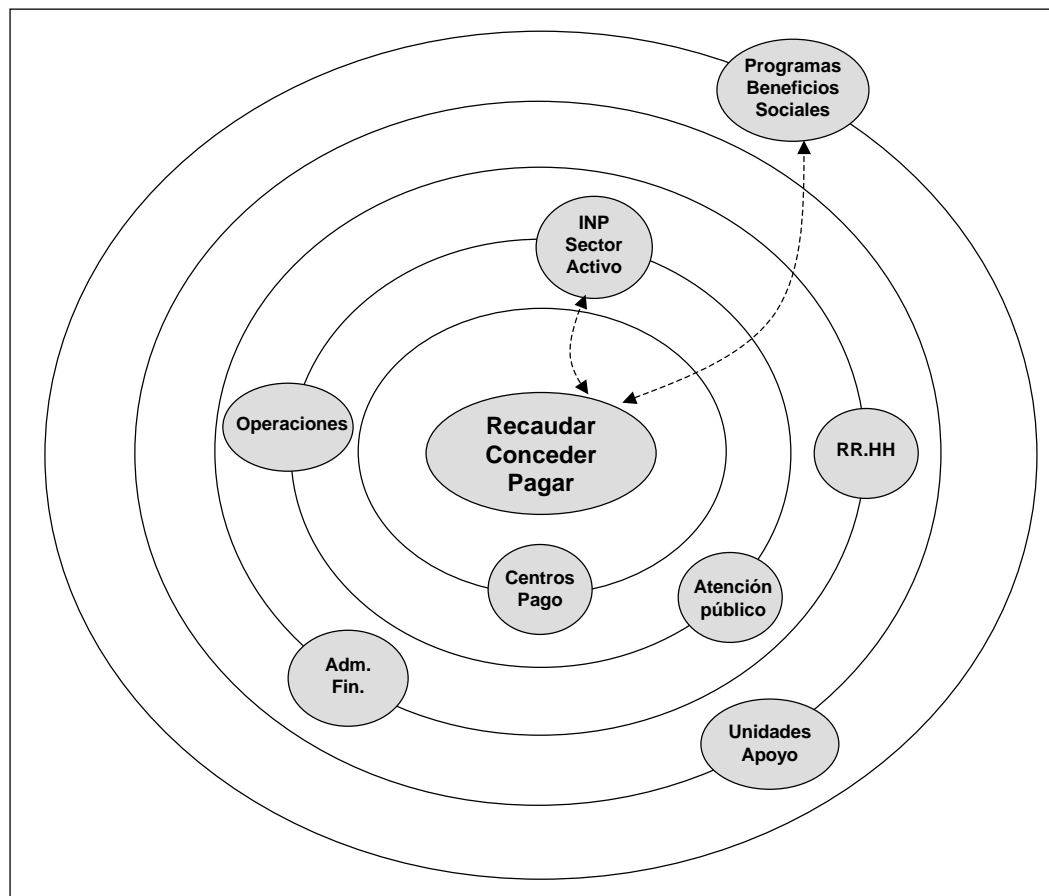 Programas
Beneficios
Sociales
INP
Sector
Activo
Operaciones
Recaudar
Conceder
Pagar
RR.HH
Centros
Pago
Atención
público
Adm.
Fin.
Unidades
Apoyo